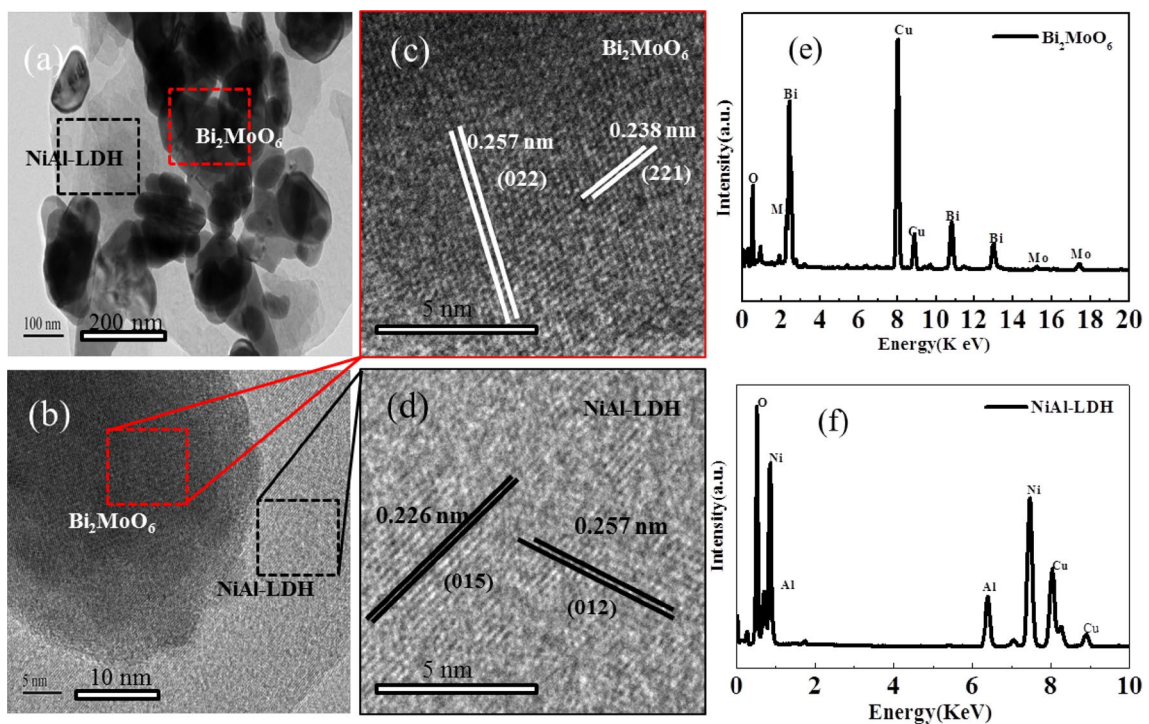 (a)
Bi₂MoO₆
NiAl-LDH
100 nm
200 nm
(b)
Bi₂MoO₆
NiAl-LDH
5 nm
10 nm
(c)
Bi₂MoO₆
0.257 nm
(022)
0.238 nm
(221)
5 nm
(d)
NiAl-LDH
0.226 nm
(015)
0.257 nm
(012)
5 nm
(e)
Bi₂MoO₆
Intensity(a.u.)
O
M
Bi
Cu
Cu
Bi
Bi
Mo
Mo
0 2 4 6 8 10 12 14 16 18 20
Energy(K eV)
(f)
NiAl-LDH
Intensity(a.u.)
O
Ni
Al
Al
Ni
Cu
Cu
0 2 4 6 8 10
Energy(KeV)